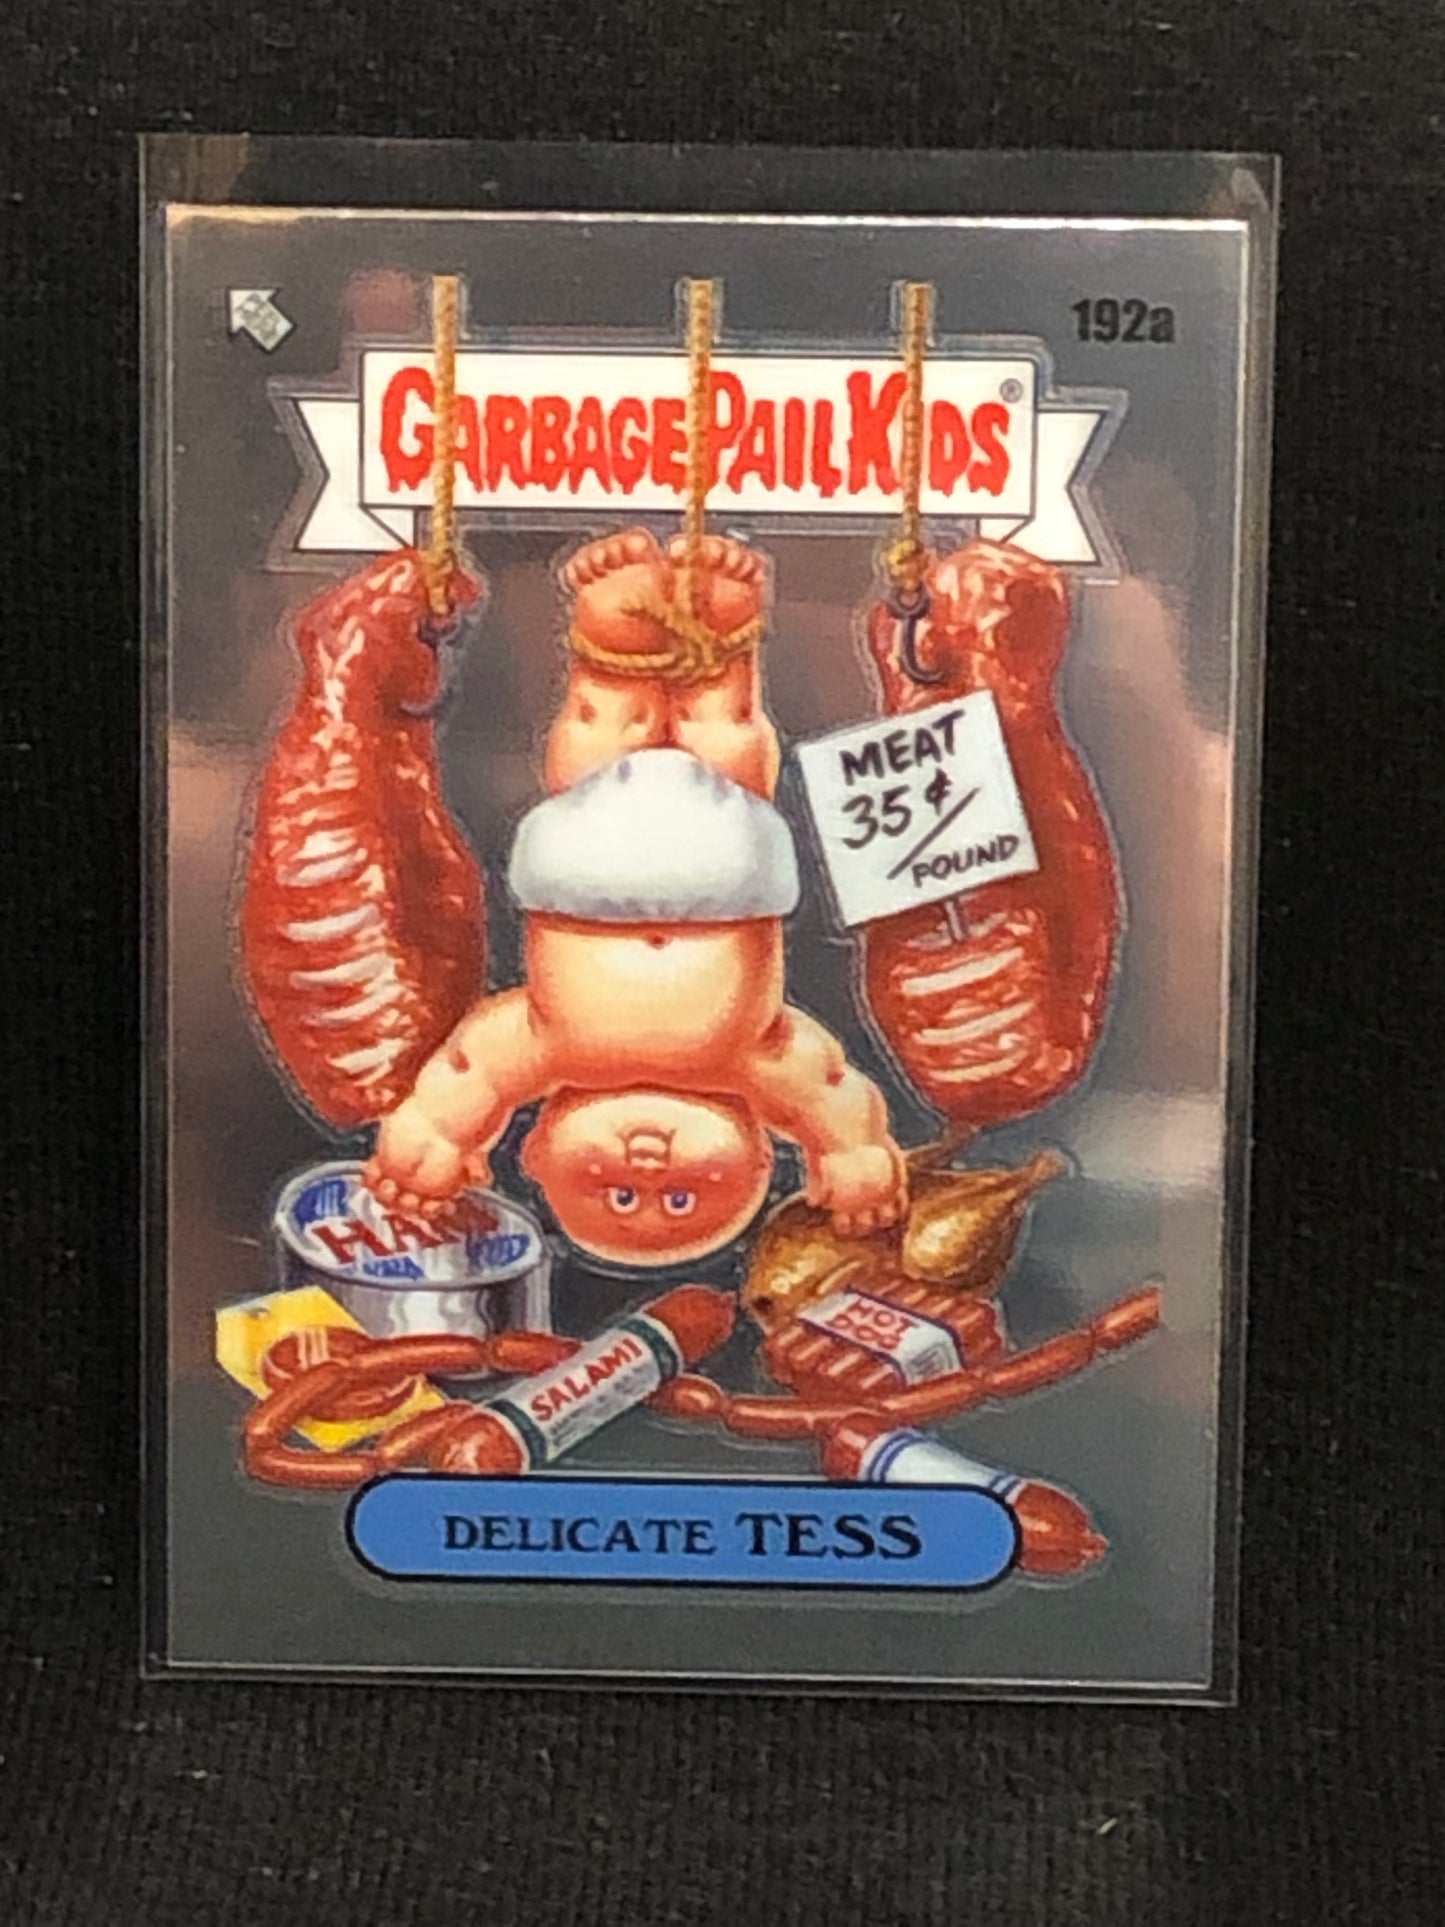 192a
GARBAGE PAIL KIDS®
MEAT
35¢/
POUND
HAM
HOT
DOG
SALAMI
DELICATE TESS